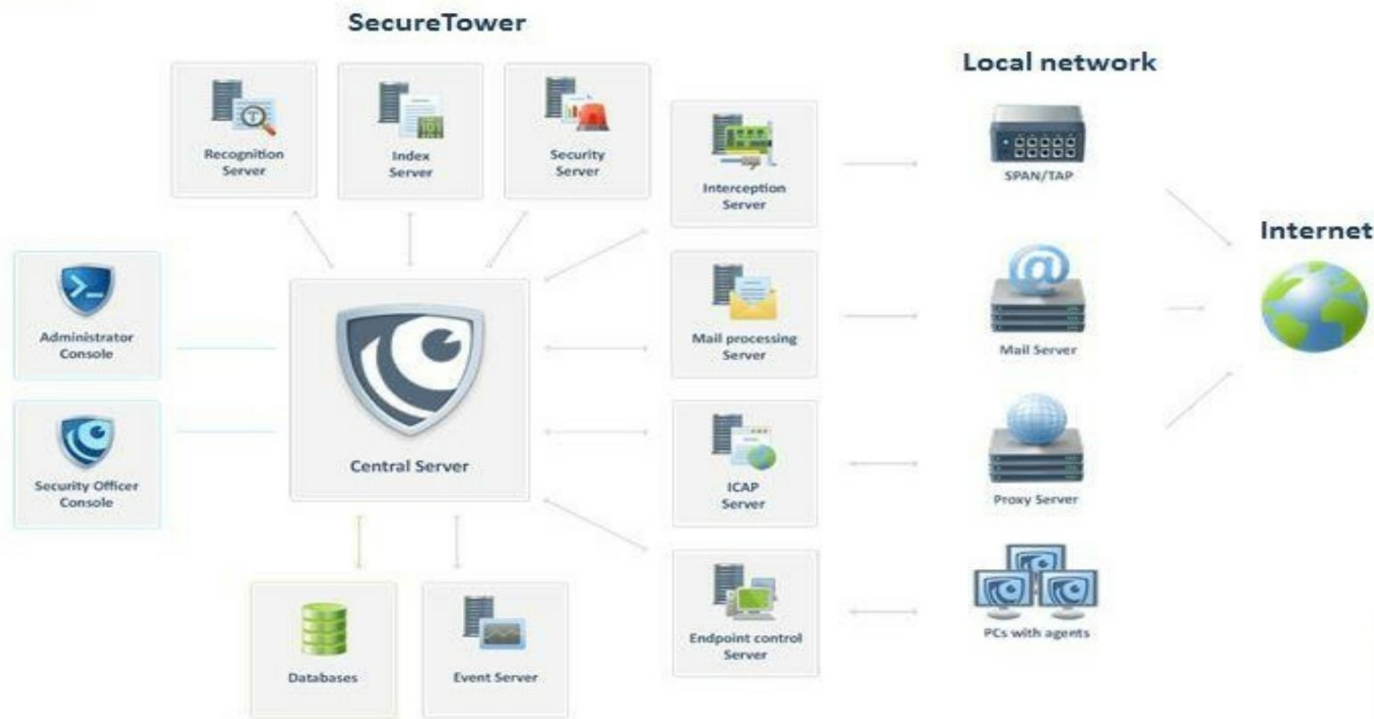 SecureTower
Local network
Recognition
Server
Index
Server
Security
Server
Interception
Server
SPAN/TAP
Internet
Administrator
Console
Mail processing
Server
Mail Server
Security Officer
Console
Central Server
ICAP
Server
Proxy Server
Databases
Event Server
Endpoint control
Server
PCs with agents